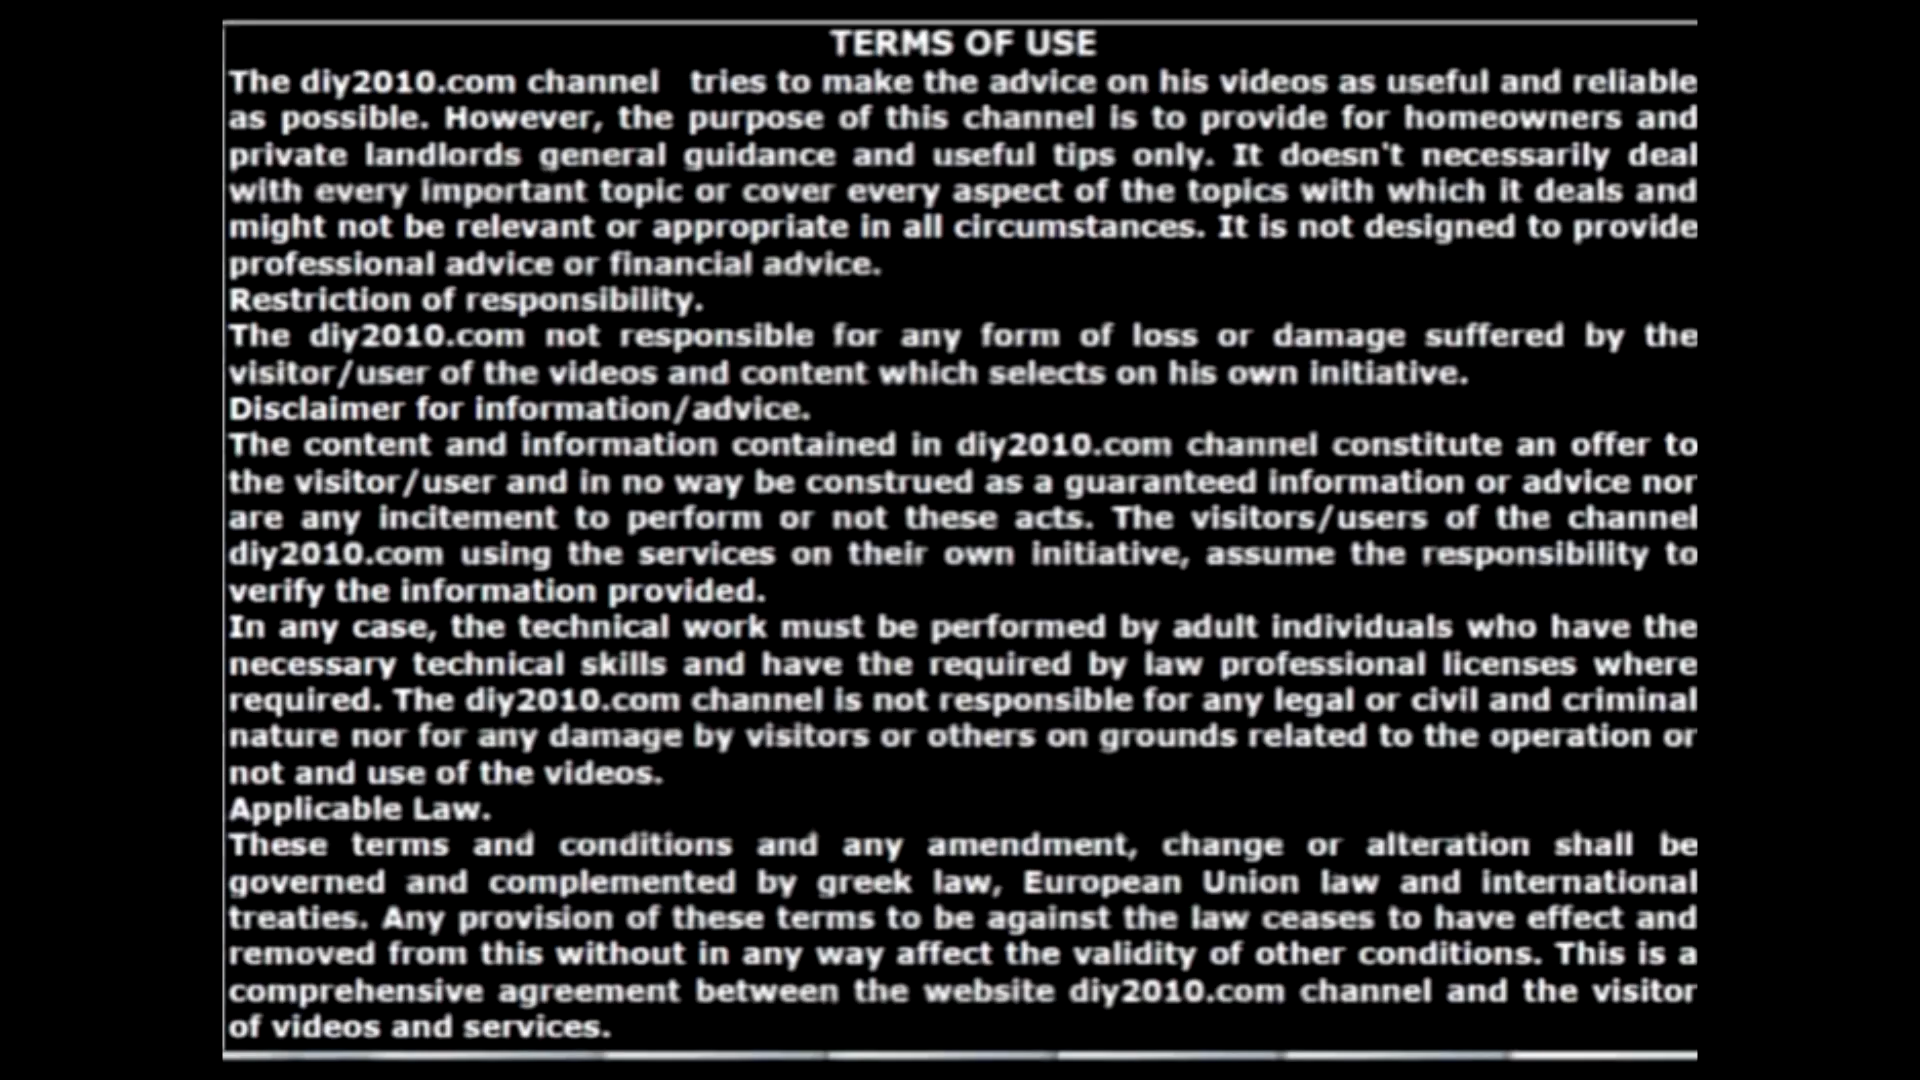 TERMS OF USE
The diy2010.com channel tries to make the advice on his videos as useful and reliable
as possible. However, the purpose of this channel is to provide for homeowners and
private landlords general guidance and useful tips only. It doesn't necessarily deal
with every important topic or cover every aspect of the topics with which it deals and
might not be relevant or appropriate in all circumstances. It is not designed to provide
professional advice or financial advice.
Restriction of responsibility.
The diy2010.com not responsible for any form of loss or damage suffered by the
visitor/user of the videos and content which selects on his own initiative.
Disclaimer for information/advice.
The content and information contained in diy2010.com channel constitute an offer to
the visitor/user and in no way be construed as a guaranteed information or advice nor
are any incitement to perform or not these acts. The visitors/users of the channel
diy2010.com using the services on their own initiative, assume the responsibility to
verify the information provided.
In any case, the technical work must be performed by adult individuals who have the
necessary technical skills and have the required by law professional licenses where
required. The diy2010.com channel is not responsible for any legal or civil and criminal
nature nor for any damage by visitors or others on grounds related to the operation or
not and use of the videos.
Applicable Law.
These terms and conditions and any amendment, change or alteration shall be
governed and complemented by greek law, European Union law and international
treaties. Any provision of these terms to be against the law ceases to have effect and
removed from this without in any way affect the validity of other conditions. This is a
comprehensive agreement between the website diy2010.com channel and the visitor
of videos and services.